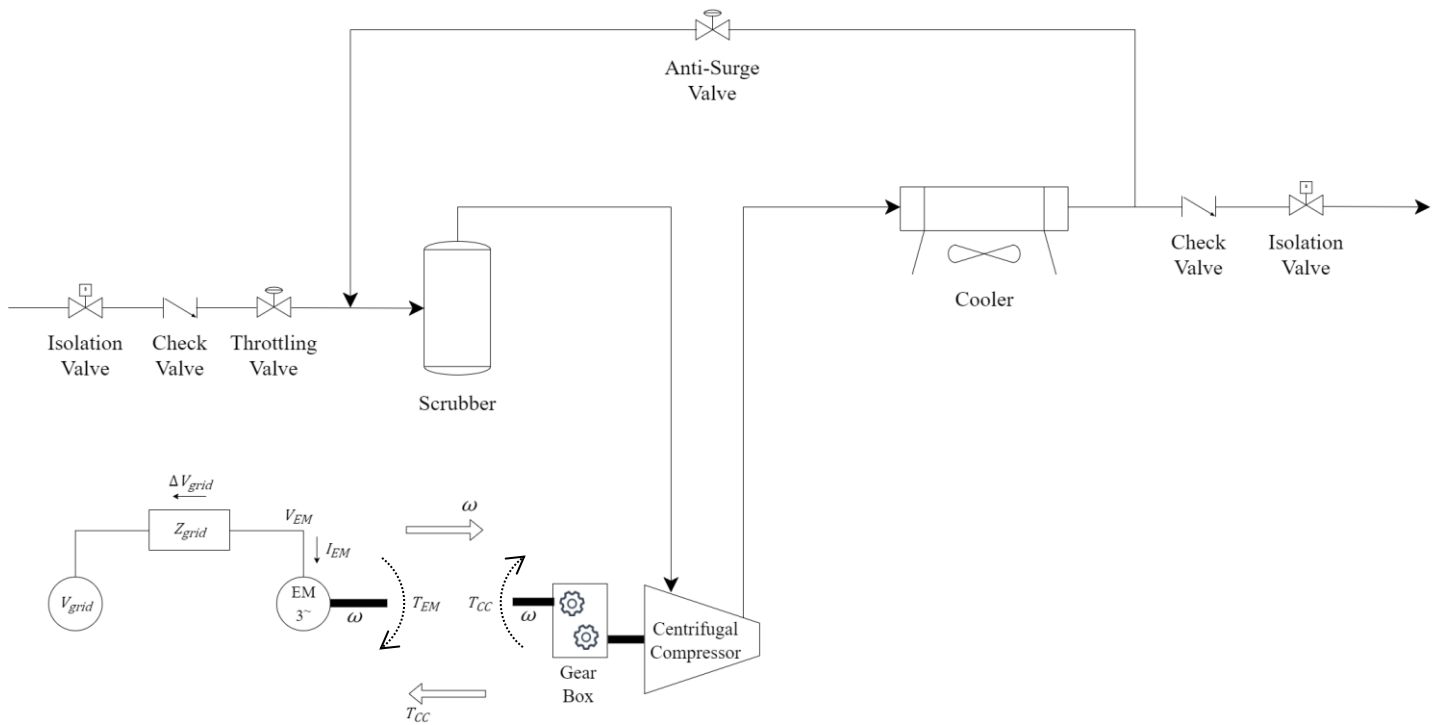 Anti-Surge
Valve
Isolation
Valve
Check
Valve
Throttling
Valve
Scrubber
Cooler
Check
Valve
Isolation
Valve
Δ V_grid
Z_grid
V_EM
I_EM
V_grid
EM
3~
ω
T_EM
ω
T_CC
ω
T_CC
Gear
Box
Centrifugal
Compressor